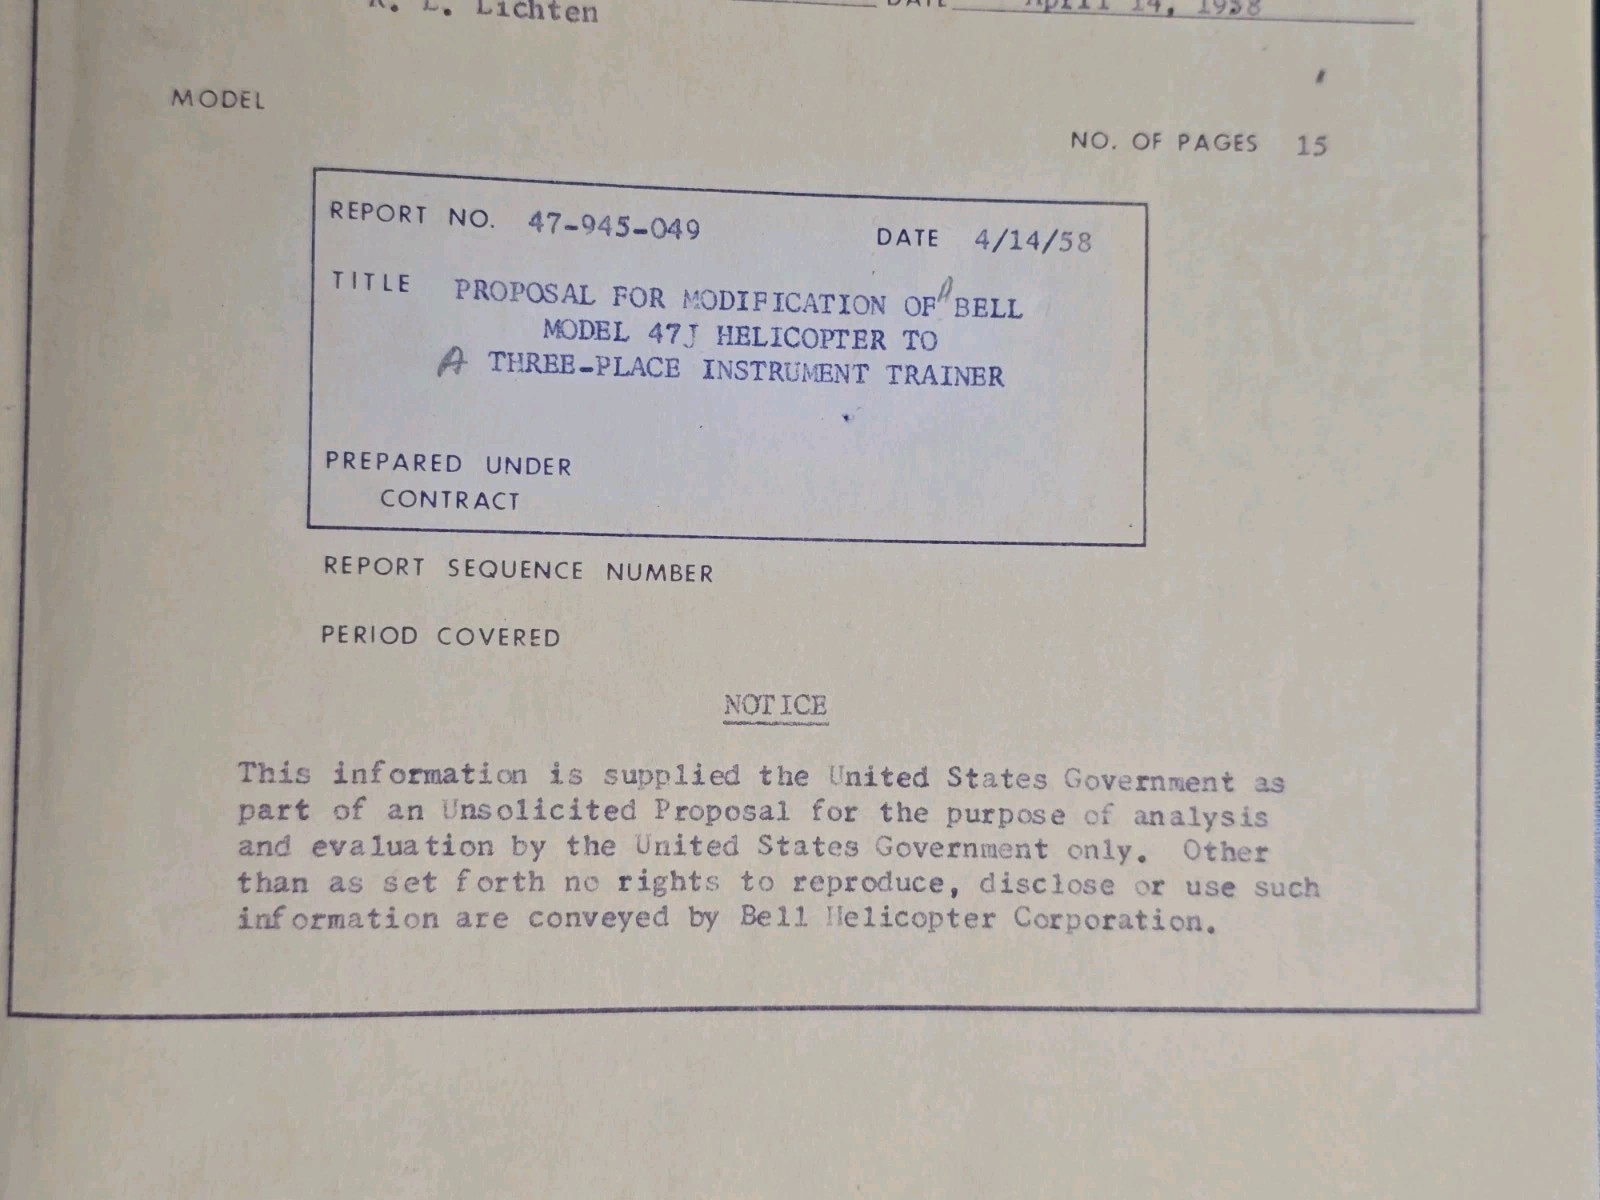 R. L. Lichten DATE April 14, 1958
MODEL
NO. OF PAGES 15
REPORT NO. 47-945-049 DATE 4/14/58
TITLE PROPOSAL FOR MODIFICATION OF A BELL
MODEL 47J HELICOPTER TO
A THREE-PLACE INSTRUMENT TRAINER
PREPARED UNDER
CONTRACT
REPORT SEQUENCE NUMBER
PERIOD COVERED
NOTICE
This information is supplied the United States Government as
part of an Unsolicited Proposal for the purpose of analysis
and evaluation by the United States Government only. Other
than as set forth no rights to reproduce, disclose or use such
information are conveyed by Bell Helicopter Corporation.